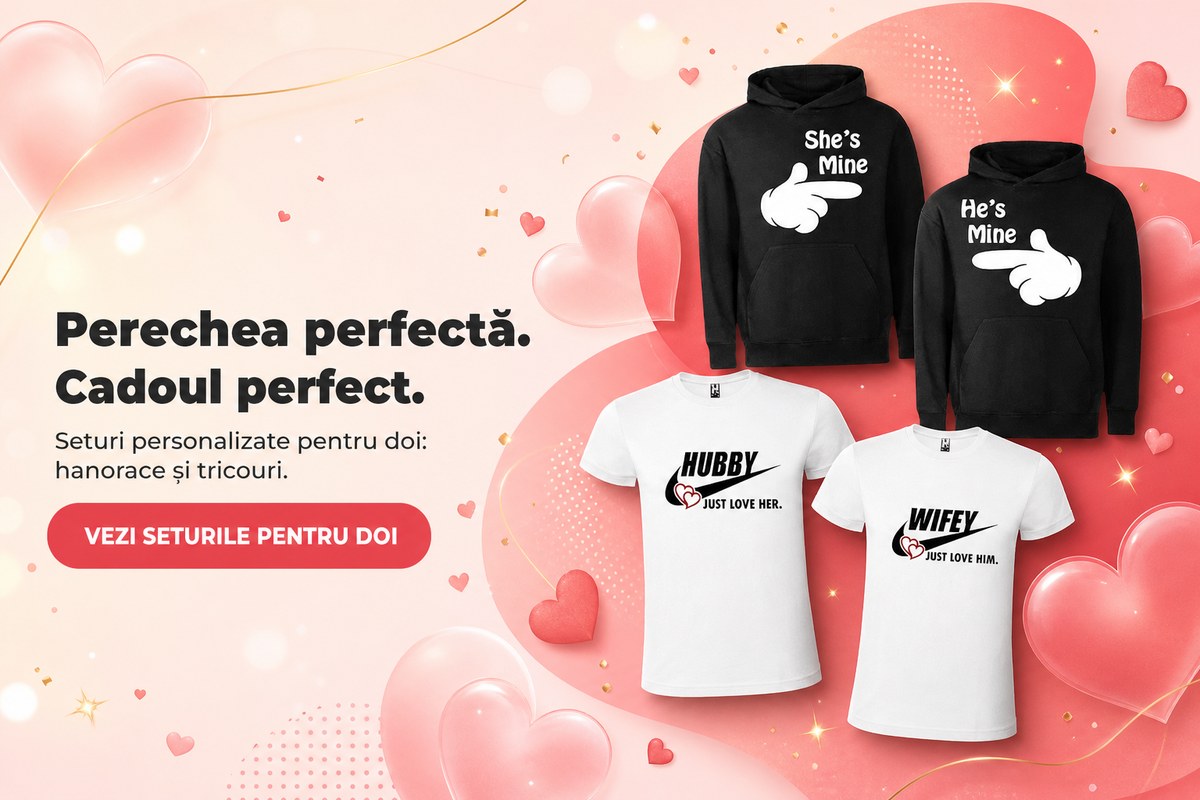 Perechea perfectă.
Cadoul perfect.
Seturi personalizate pentru doi:
hanorace și tricouri.
VEZI SETURILE PENTRU DOI
She's
Mine
He's
Mine
HUBBY
JUST LOVE HER.
WIFEY
JUST LOVE HIM.